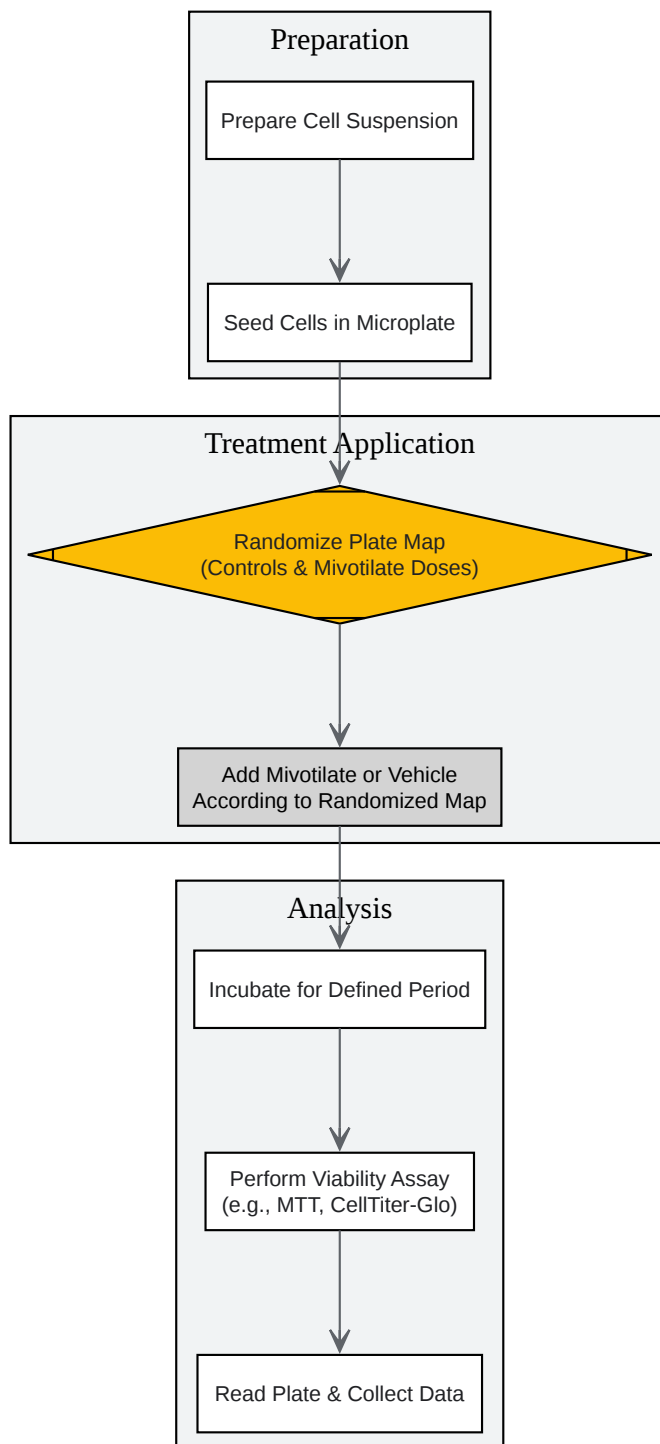 Preparation
Prepare Cell Suspension
Seed Cells in Microplate
Treatment Application
Randomize Plate Map
(Controls & Mivotilate Doses)
Add Mivotilate or Vehicle
According to Randomized Map
Analysis
Incubate for Defined Period
Perform Viability Assay
(e.g., MTT, CellTiter-Glo)
Read Plate & Collect Data